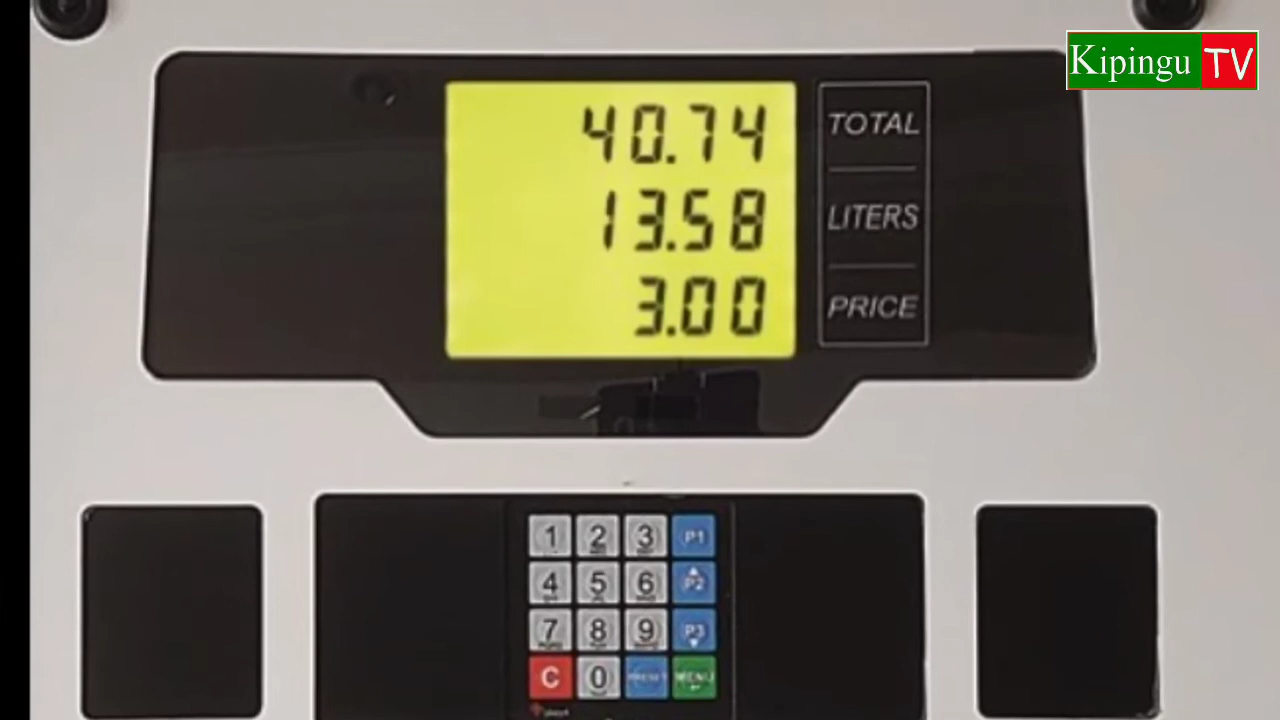 Kipingu TV
40.74 TOTAL
13.58 LITERS
3.00 PRICE
1 2 3 P1
4 5 6 P2
7 8 9 P3
C 0 PRESET MENU